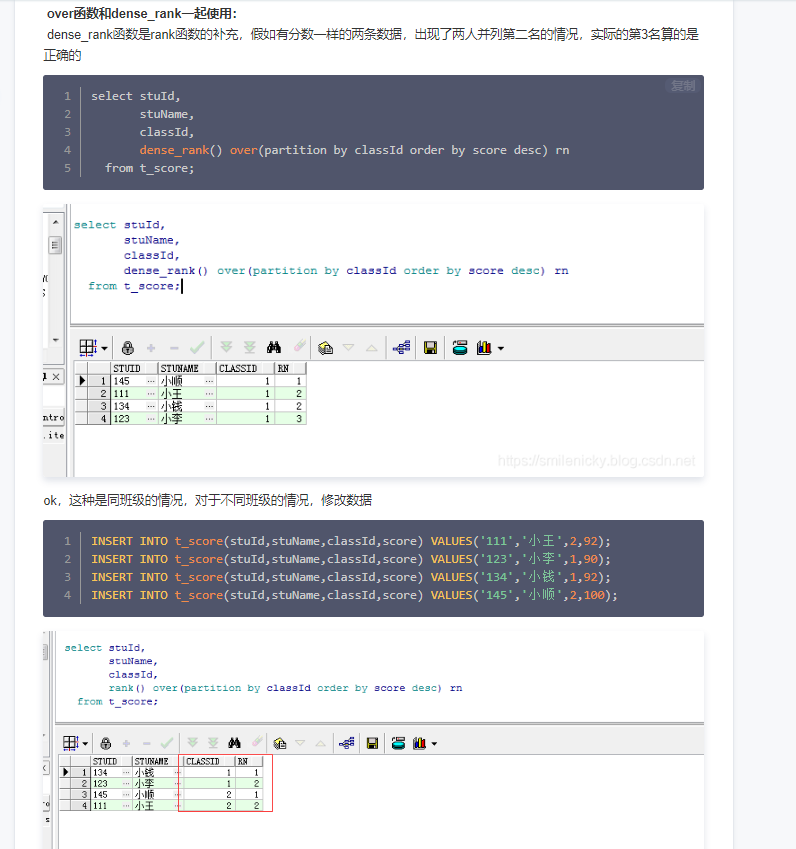 over函数和dense_rank一起使用：
dense_rank函数是rank函数的补充，假如有分数一样的两条数据，出现了两人并列第二名的情况，实际的第3名算的是
正确的
复制
1 select stuId,
2 stuName,
3 classId,
4 dense_rank() over(partition by classId order by score desc) rn
5 from t_score;
select stuId,
stuName,
classId,
dense_rank() over(partition by classId order by score desc) rn
from t_score;
STUID STUNAME CLASSID RN
1 145 ··· 小顺 ··· 1 1
2 111 ··· 小王 ··· 1 2
3 134 ··· 小钱 ··· 1 2
4 123 ··· 小李 ··· 1 3
ntro
.ite
https://smilenicky.blog.csdn.net
ok，这种是同班级的情况，对于不同班级的情况，修改数据
1 INSERT INTO t_score(stuId,stuName,classId,score) VALUES('111','小王',2,92);
2 INSERT INTO t_score(stuId,stuName,classId,score) VALUES('123','小李',1,90);
3 INSERT INTO t_score(stuId,stuName,classId,score) VALUES('134','小钱',1,92);
4 INSERT INTO t_score(stuId,stuName,classId,score) VALUES('145','小顺',2,100);
select stuId,
stuName,
classId,
rank() over(partition by classId order by score desc) rn
from t_score;
STUID STUNAME CLASSID RN
1 134 ··· 小钱 ··· 1 1
2 123 ··· 小李 ··· 1 2
3 145 ··· 小顺 ··· 2 1
4 111 ··· 小王 ··· 2 2